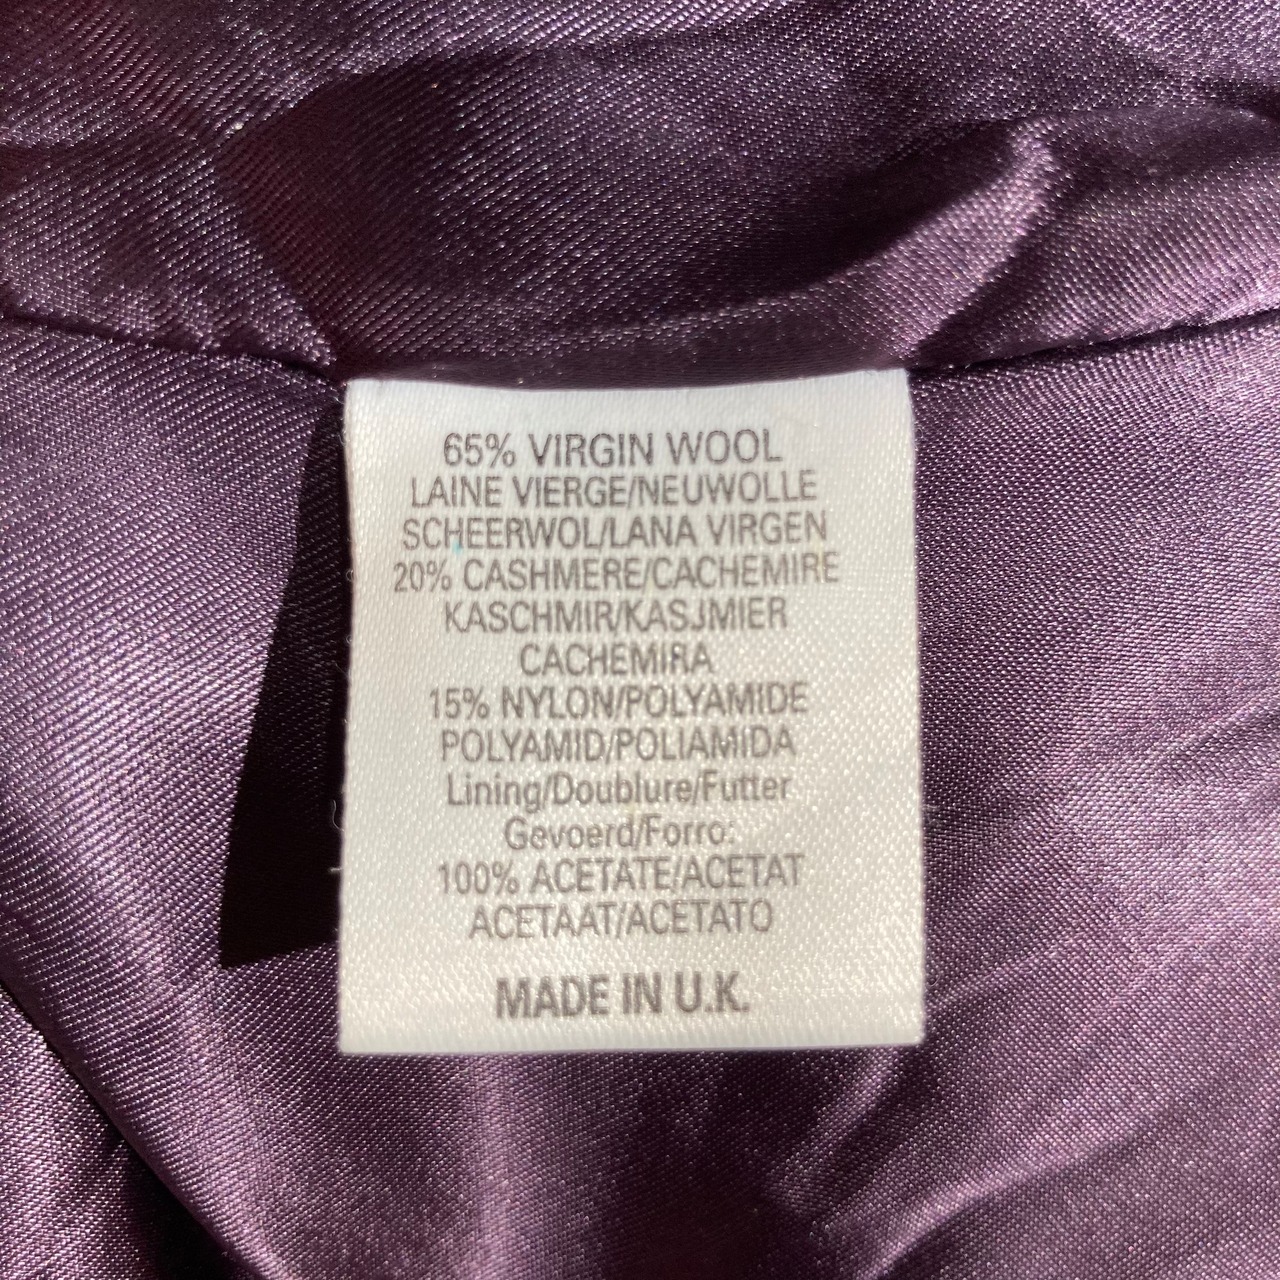 65% VIRGIN WOOL
LAINE VIERGE/NEUWOLLE
SCHEERWOL/LANA VIRGEN
20% CASHMERE/CACHEMIRE
KASCHMIR/KASJMIER
CACHEMIRA
15% NYLON/POLYAMIDE
POLYAMID/POLIAMIDA
Lining/Doublure/Futter
Gevoerd/Forro:
100% ACETATE/ACETAT
ACETAAT/ACETATO
MADE IN U.K.